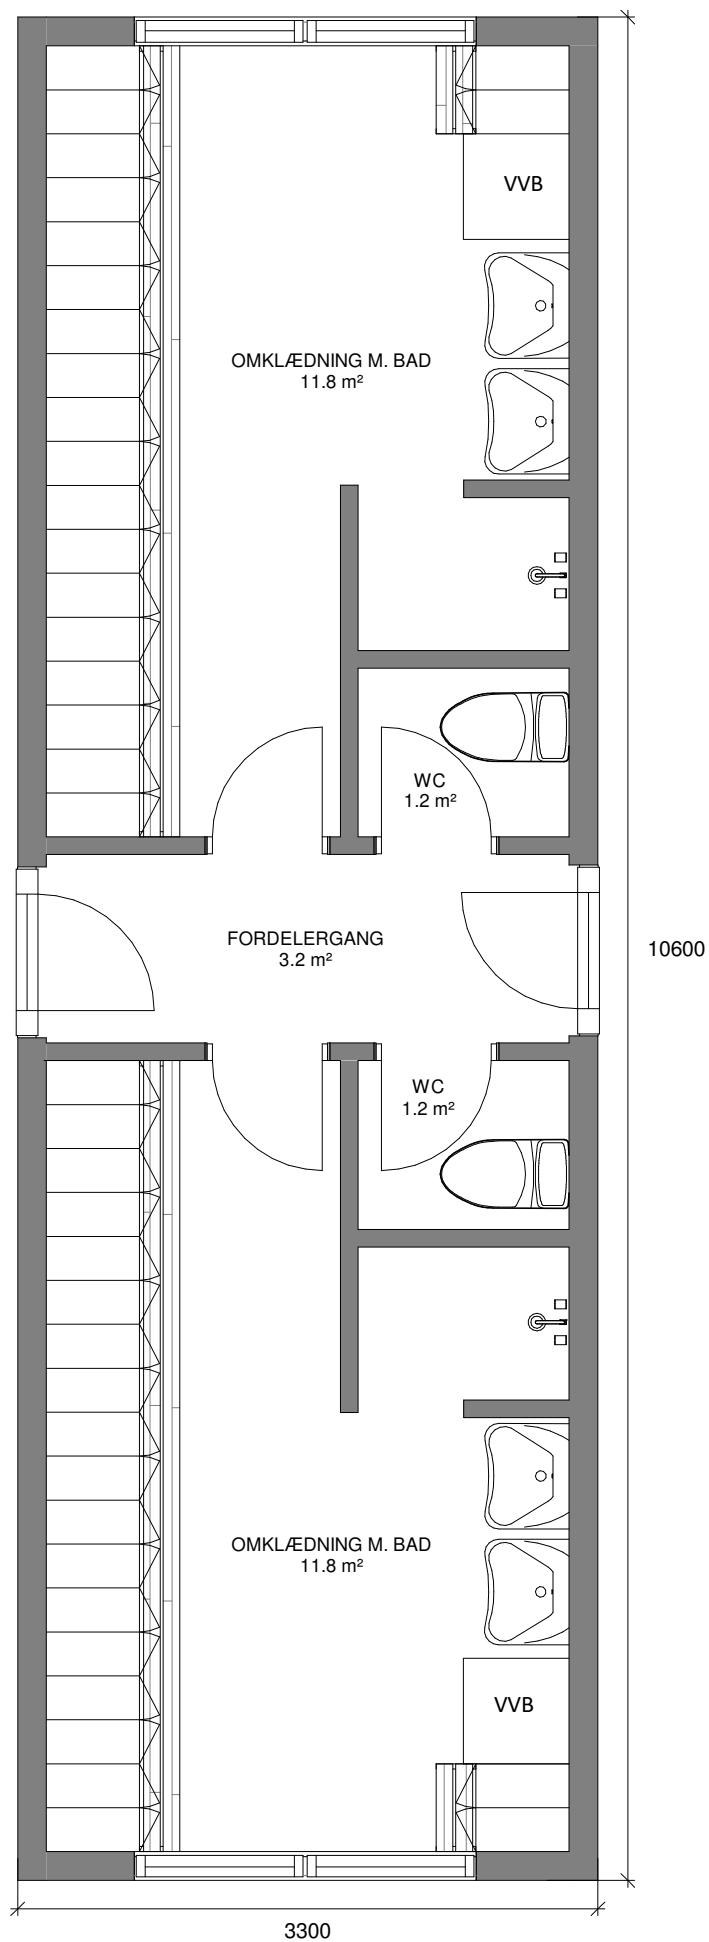 VVB
OMKLÆDNING M. BAD
11.8 m²
WC
1.2 m²
FORDELERGANG
3.2 m²
10600
WC
1.2 m²
OMKLÆDNING M. BAD
11.8 m²
VVB
3300